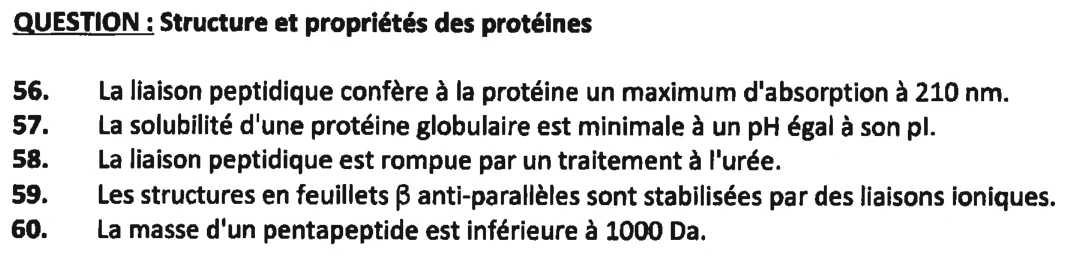 QUESTION : Structure et propriétés des protéines
56. La liaison peptidique confère à la protéine un maximum d'absorption à 210 nm.
57. La solubilité d'une protéine globulaire est minimale à un pH égal à son pI.
58. La liaison peptidique est rompue par un traitement à l'urée.
59. Les structures en feuillets β anti-parallèles sont stabilisées par des liaisons ioniques.
60. La masse d'un pentapeptide est inférieure à 1000 Da.